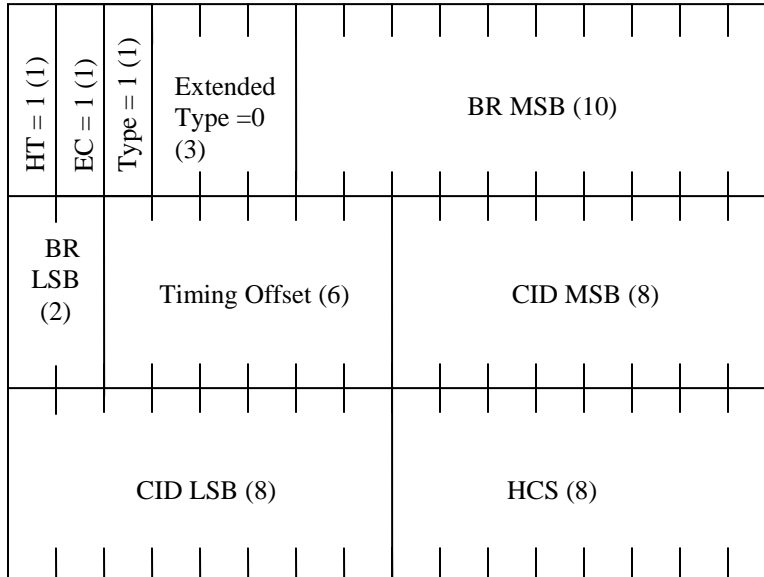 HT = 1 (1)
EC = 1 (1)
Type = 1 (1)
Extended
Type =0
(3)
BR MSB (10)
BR
LSB
(2)
Timing Offset (6)
CID MSB (8)
CID LSB (8)
HCS (8)